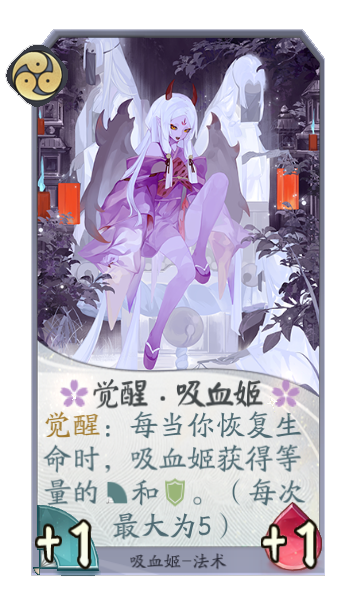 觉醒．吸血姬
觉醒：每当你恢复生
命时，吸血姬获得等
量的和。（每次
最大为5）
+1
+1
吸血姬-法术